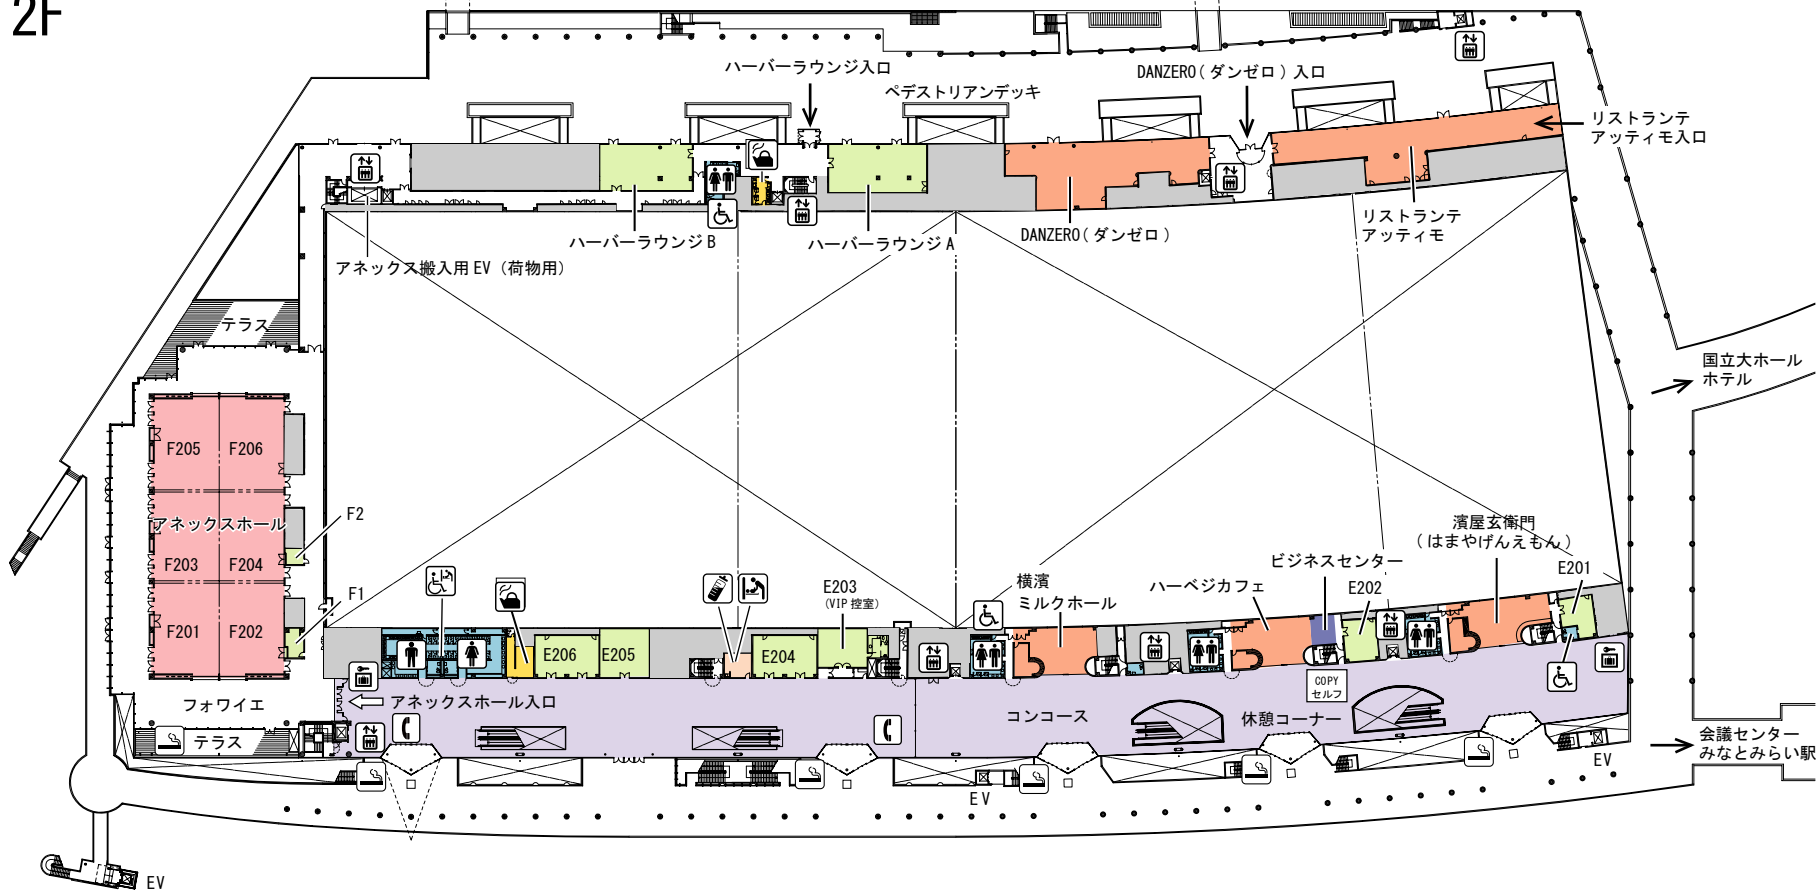 2F
ハーバーラウンジ入口
ペデストリアンデッキ
DANZERO(ダンゼロ)入口
リストランテ
アッティモ入口
ハーバーラウンジB
ハーバーラウンジA
DANZERO(ダンゼロ)
リストランテ
アッティモ
アネックス搬入用EV(荷物用)
テラス
国立大ホール
ホテル
F205
F206
アネックスホール
F203
F204
F201
F202
F2
F1
フォワイエ
テラス
アネックスホール入口
E206
E205
E204
E203
(VIP控室)
横濱
ミルクホール
ハーベジカフェ
ビジネスセンター
E202
濱屋玄衛門
(はまやげんえもん)
E201
COPY
セルフ
コンコース
休憩コーナー
会議センター
みなとみらい駅
EV
EV
EV